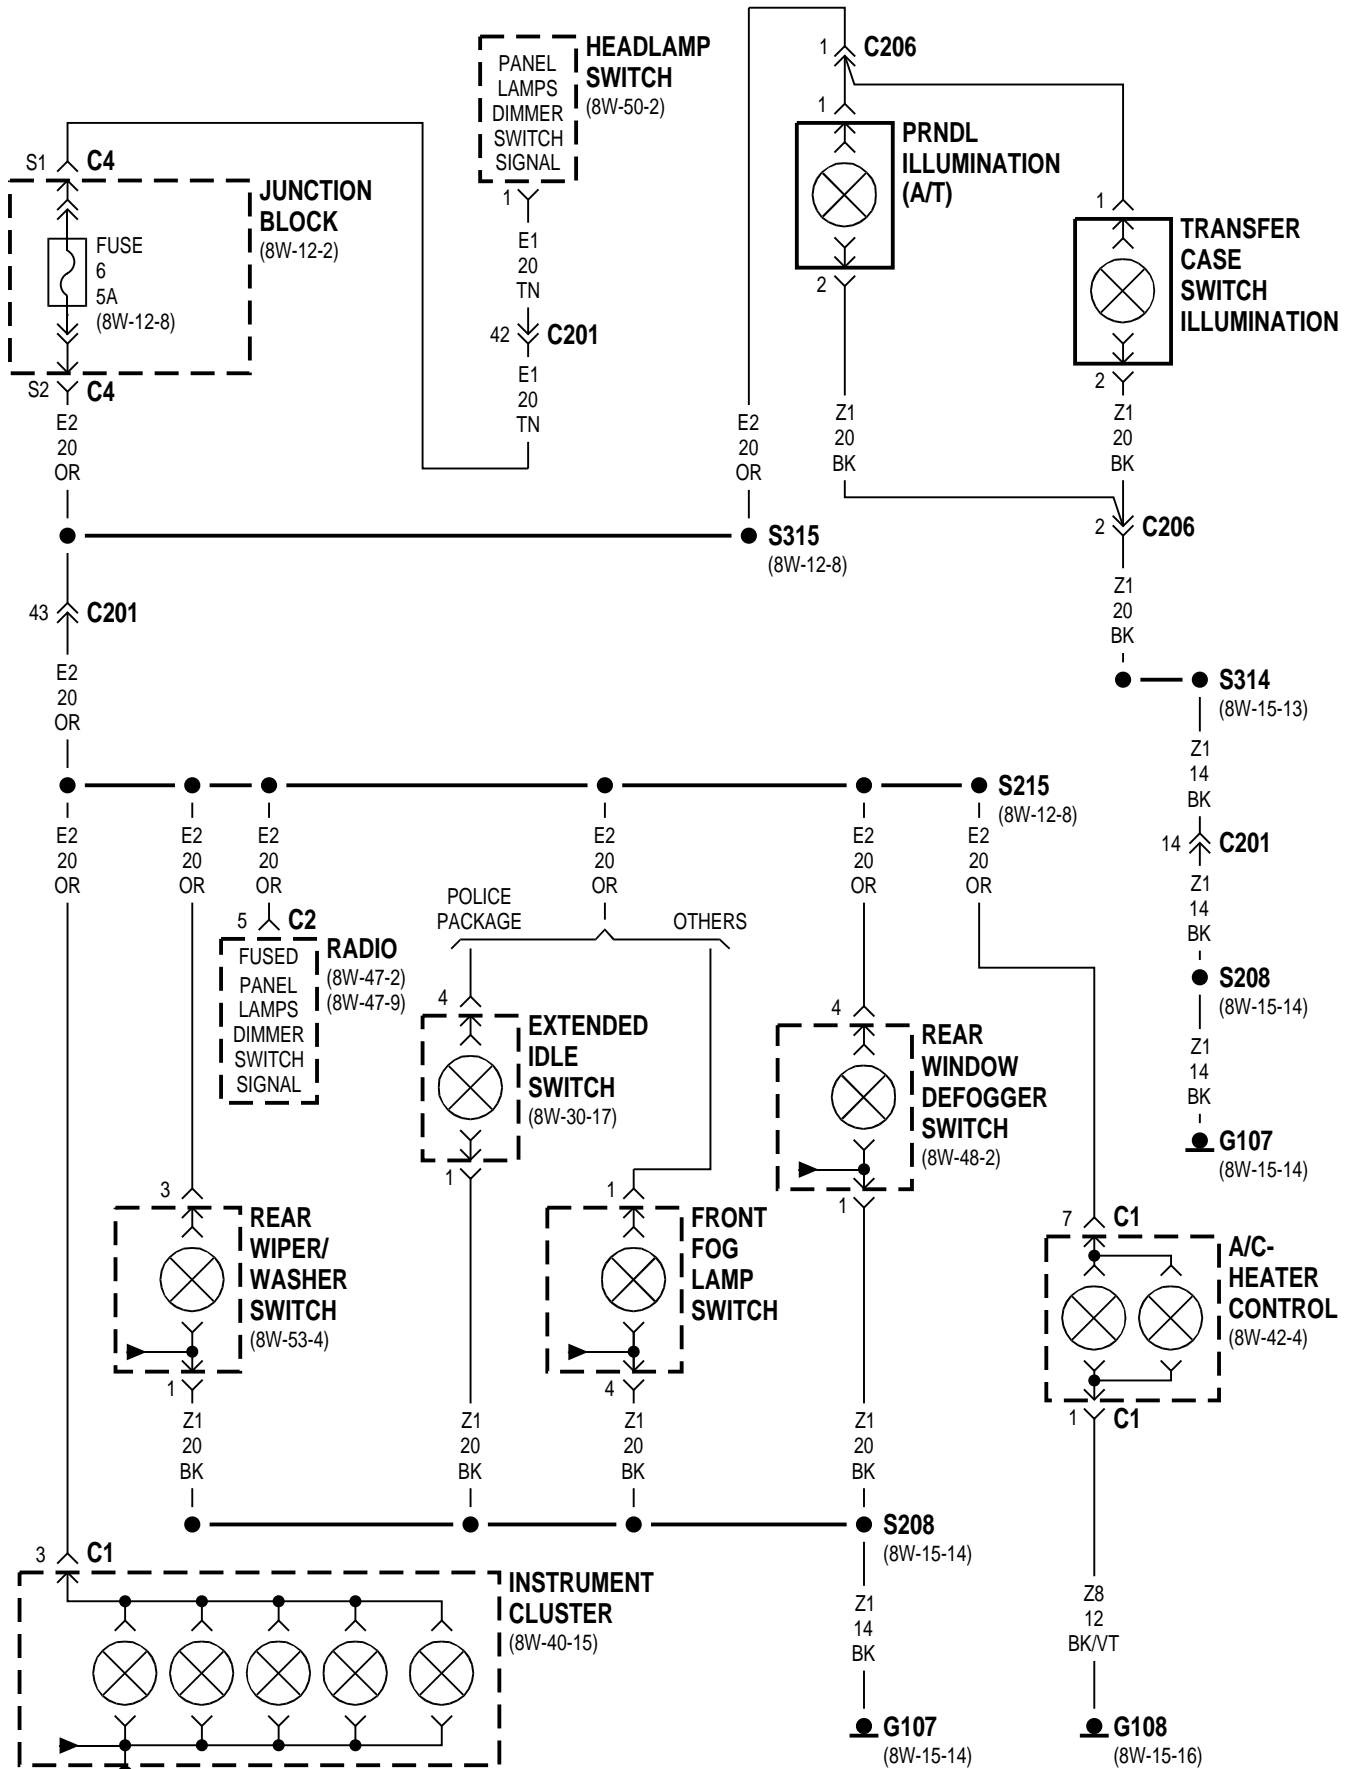 HEADLAMP
SWITCH
(8W-50-2)
PANEL
LAMPS
DIMMER
SWITCH
SIGNAL
1
E1
20
TN
42
C201
E1
20
TN
S1
C4
JUNCTION
BLOCK
(8W-12-2)
FUSE
6
5A
(8W-12-8)
S2
C4
E2
20
OR
1
C206
1
PRNDL
ILLUMINATION
(A/T)
2
1
TRANSFER
CASE
SWITCH
ILLUMINATION
2
E2
20
OR
Z1
20
BK
Z1
20
BK
2
C206
S315
(8W-12-8)
Z1
20
BK
43
C201
E2
20
OR
S314
(8W-15-13)
Z1
14
BK
14
C201
Z1
14
BK
S208
(8W-15-14)
Z1
14
BK
G107
(8W-15-14)
S215
(8W-12-8)
E2
20
OR
E2
20
OR
E2
20
OR
E2
20
OR
E2
20
OR
E2
20
OR
5
C2
RADIO
(8W-47-2)
(8W-47-9)
FUSED
PANEL
LAMPS
DIMMER
SWITCH
SIGNAL
POLICE
PACKAGE
OTHERS
4
EXTENDED
IDLE
SWITCH
(8W-30-17)
1
4
REAR
WINDOW
DEFOGGER
SWITCH
(8W-48-2)
1
3
REAR
WIPER/
WASHER
SWITCH
(8W-53-4)
1
1
FRONT
FOG
LAMP
SWITCH
4
7
C1
A/C-
HEATER
CONTROL
(8W-42-4)
1
C1
Z1
20
BK
Z1
20
BK
Z1
20
BK
Z1
20
BK
S208
(8W-15-14)
3
C1
INSTRUMENT
CLUSTER
(8W-40-15)
Z1
14
BK
G107
(8W-15-14)
Z8
12
BK/VT
G108
(8W-15-16)